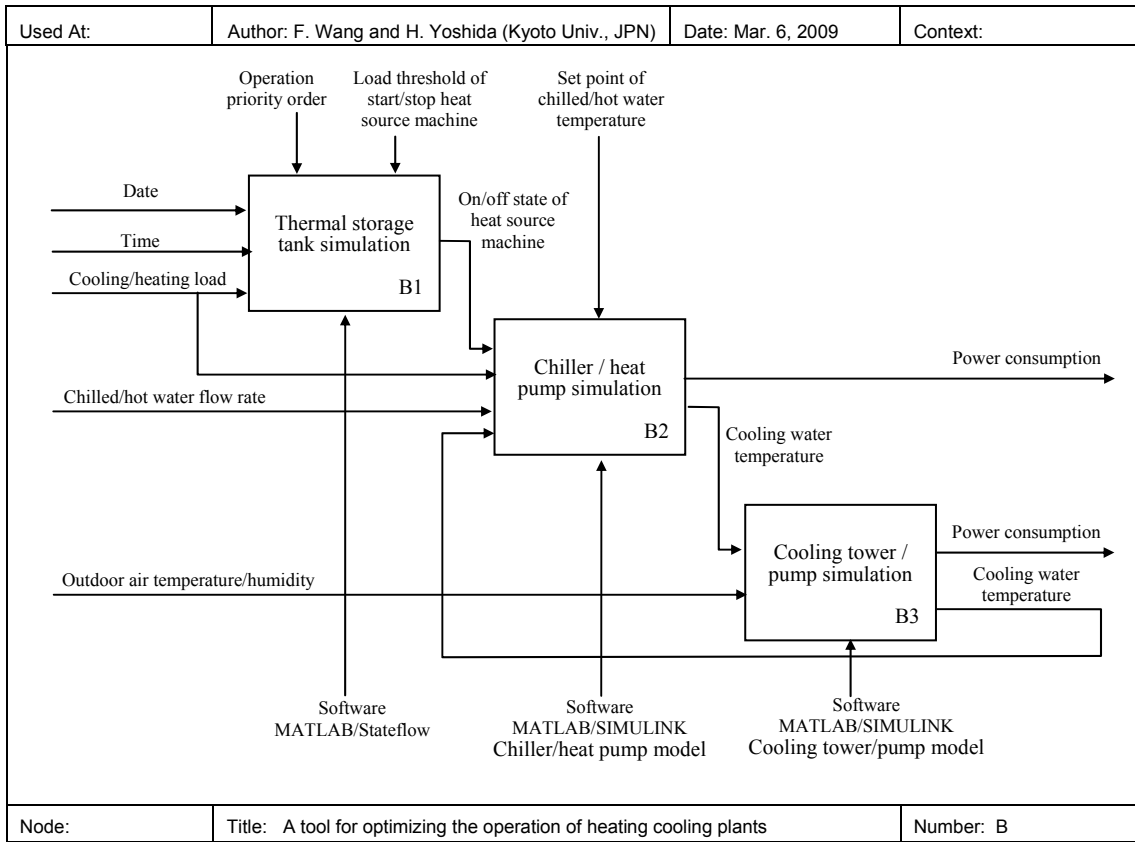 Used At:
Author: F. Wang and H. Yoshida (Kyoto Univ., JPN)
Date: Mar. 6, 2009
Context:
Operation
priority order
Load threshold of
start/stop heat
source machine
Set point of
chilled/hot water
temperature
Date
Time
Cooling/heating load
Thermal storage
tank simulation
B1
On/off state of
heat source
machine
Chilled/hot water flow rate
Chiller / heat
pump simulation
B2
Power consumption
Cooling water
temperature
Outdoor air temperature/humidity
Cooling tower /
pump simulation
B3
Power consumption
Cooling water
temperature
Software
MATLAB/Stateflow
Software
MATLAB/SIMULINK
Chiller/heat pump model
Software
MATLAB/SIMULINK
Cooling tower/pump model
Node:
Title: A tool for optimizing the operation of heating cooling plants
Number: B